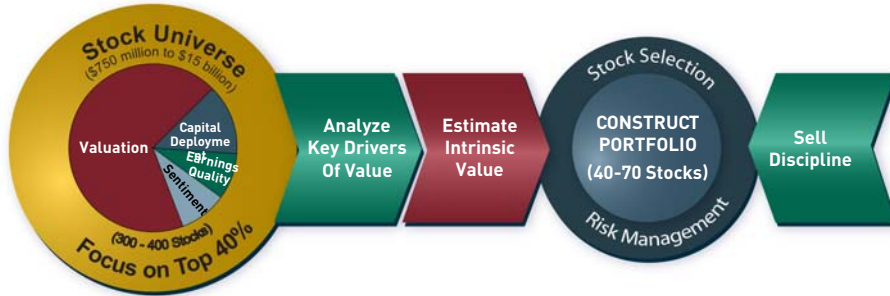 Stock Universe
($750 million to $15 billion)
Valuation
Capital
Deployme
nt
Earnings
Quality
Sentiment
(300 - 400 Stocks)
Focus on Top 40%
Analyze
Key Drivers
Of Value
Estimate
Intrinsic
Value
Stock Selection
CONSTRUCT
PORTFOLIO
(40-70 Stocks)
Risk Management
Sell
Discipline